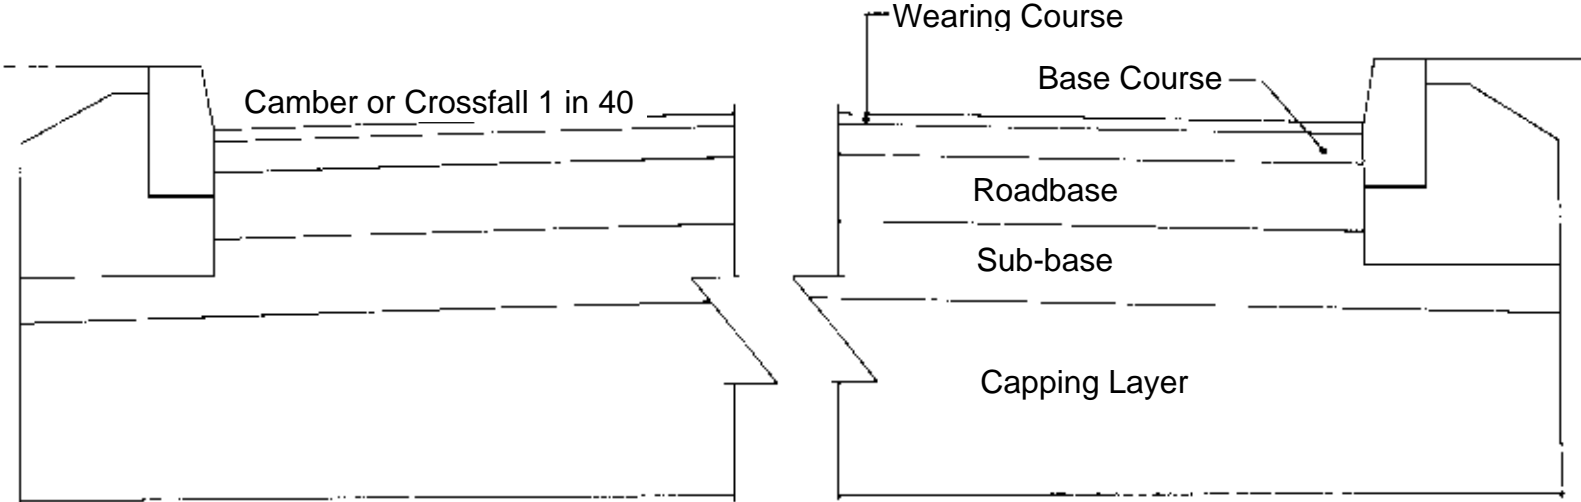 Wearing Course
Base Course
Camber or Crossfall 1 in 40
Roadbase
Sub-base
Capping Layer